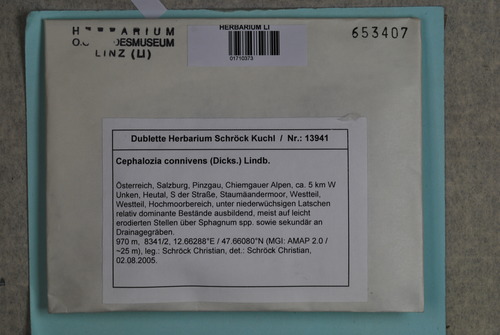 HERBARIUM
DESMUSEUM
LINZ (LI)
HERBARIUM LI
01710373
653407
Dublette Herbarium Schröck Kuchl / Nr.: 13941
Cephalozia connivens (Dicks.) Lindb.
Österreich, Salzburg, Pinzgau, Chiemgauer Alpen, ca. 5 km W
Unken, Heutal, S der Straße, Staumäandermoor, Westteil,
Westteil, Hochmoorbereich, unter niederwüchsigen Latschen
relativ dominante Bestände ausbildend, meist auf leicht
erodierten Stellen über Sphagnum spp. sowie sekundär an
Drainagegräben.
970 m, 8341/2, 12.66288°E / 47.66080°N (MGI: AMAP 2.0 /
~25 m), leg.: Schröck Christian, det.: Schröck Christian,
02.08.2005.